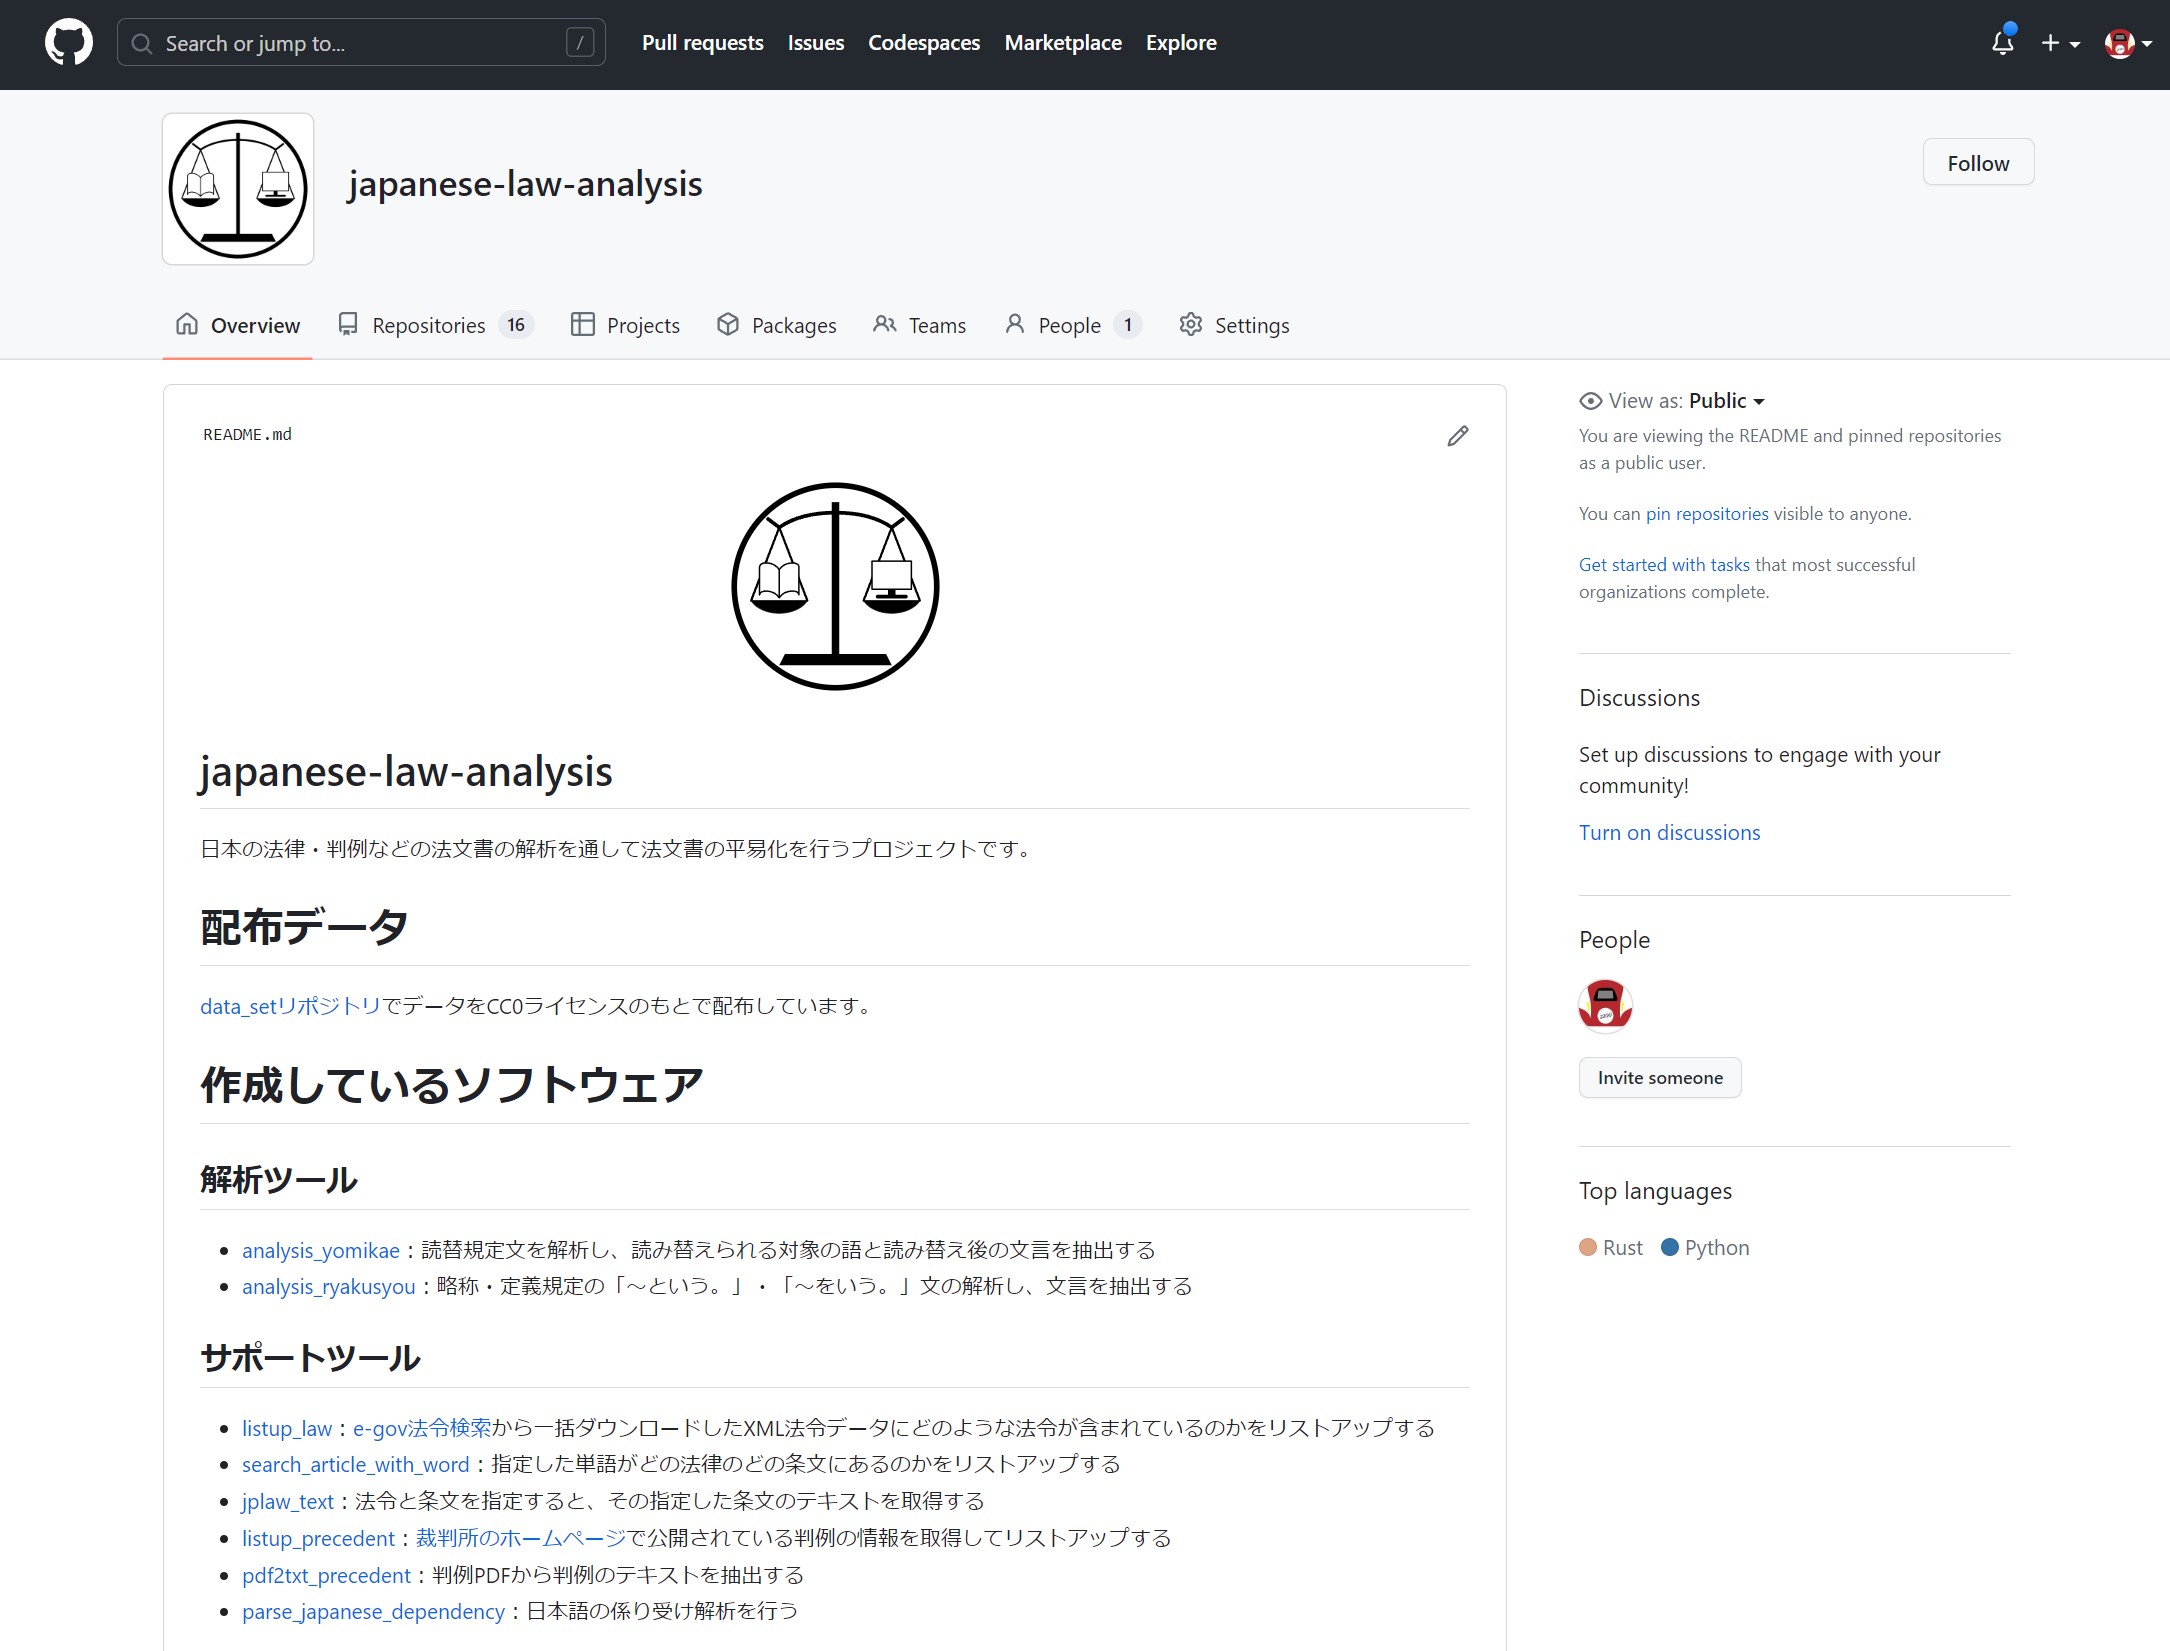 Search or jump to...
/
Pull requests
Issues
Codespaces
Marketplace
Explore
japanese-law-analysis
Follow
Overview
Repositories 16
Projects
Packages
Teams
People 1
Settings
README.md
japanese-law-analysis
日本の法律・判例などの法文書の解析を通して法文書の平易化を行うプロジェクトです。
配布データ
data_setリポジトリでデータをCC0ライセンスのもとで配布しています。
作成しているソフトウェア
解析ツール
analysis_yomikae：読替規定文を解析し、読み替えられる対象の語と読み替え後の文言を抽出する
analysis_ryakusyou：略称・定義規定の「～という。」・「～をいう。」文の解析し、文言を抽出する
サポートツール
listup_law：e-gov法令検索から一括ダウンロードしたXML法令データにどのような法令が含まれているのかをリストアップする
search_article_with_word：指定した単語がどの法律のどの条文にあるのかをリストアップする
jplaw_text：法令と条文を指定すると、その指定した条文のテキストを取得する
listup_precedent：裁判所のホームページで公開されている判例の情報を取得してリストアップする
pdf2txt_precedent：判例PDFから判例のテキストを抽出する
parse_japanese_dependency：日本語の係り受け解析を行う
View as: Public
You are viewing the README and pinned repositories
as a public user.
You can pin repositories visible to anyone.
Get started with tasks that most successful
organizations complete.
Discussions
Set up discussions to engage with your
community!
Turn on discussions
People
Invite someone
Top languages
Rust
Python